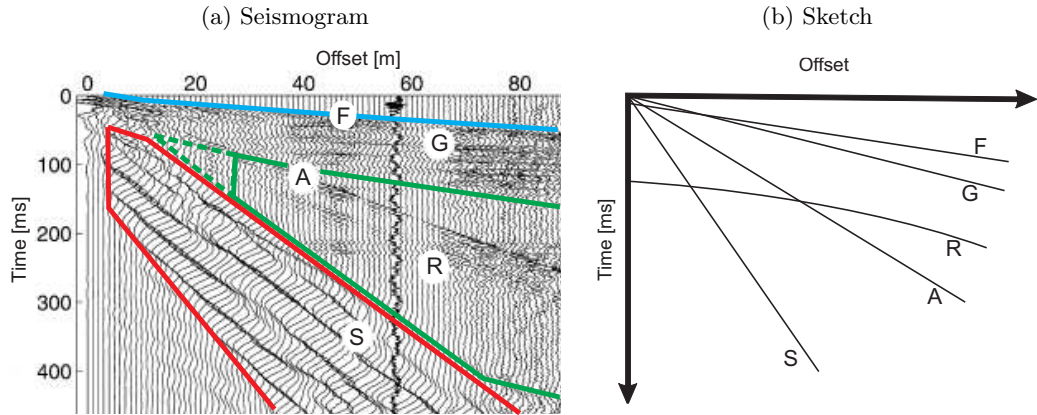 (a) Seismogram
Offset [m]
0 20 40 60 80
0
100
200
300
400
Time [ms]
F
G
A
R
S
(b) Sketch
Offset
Time [ms]
F
G
R
A
S